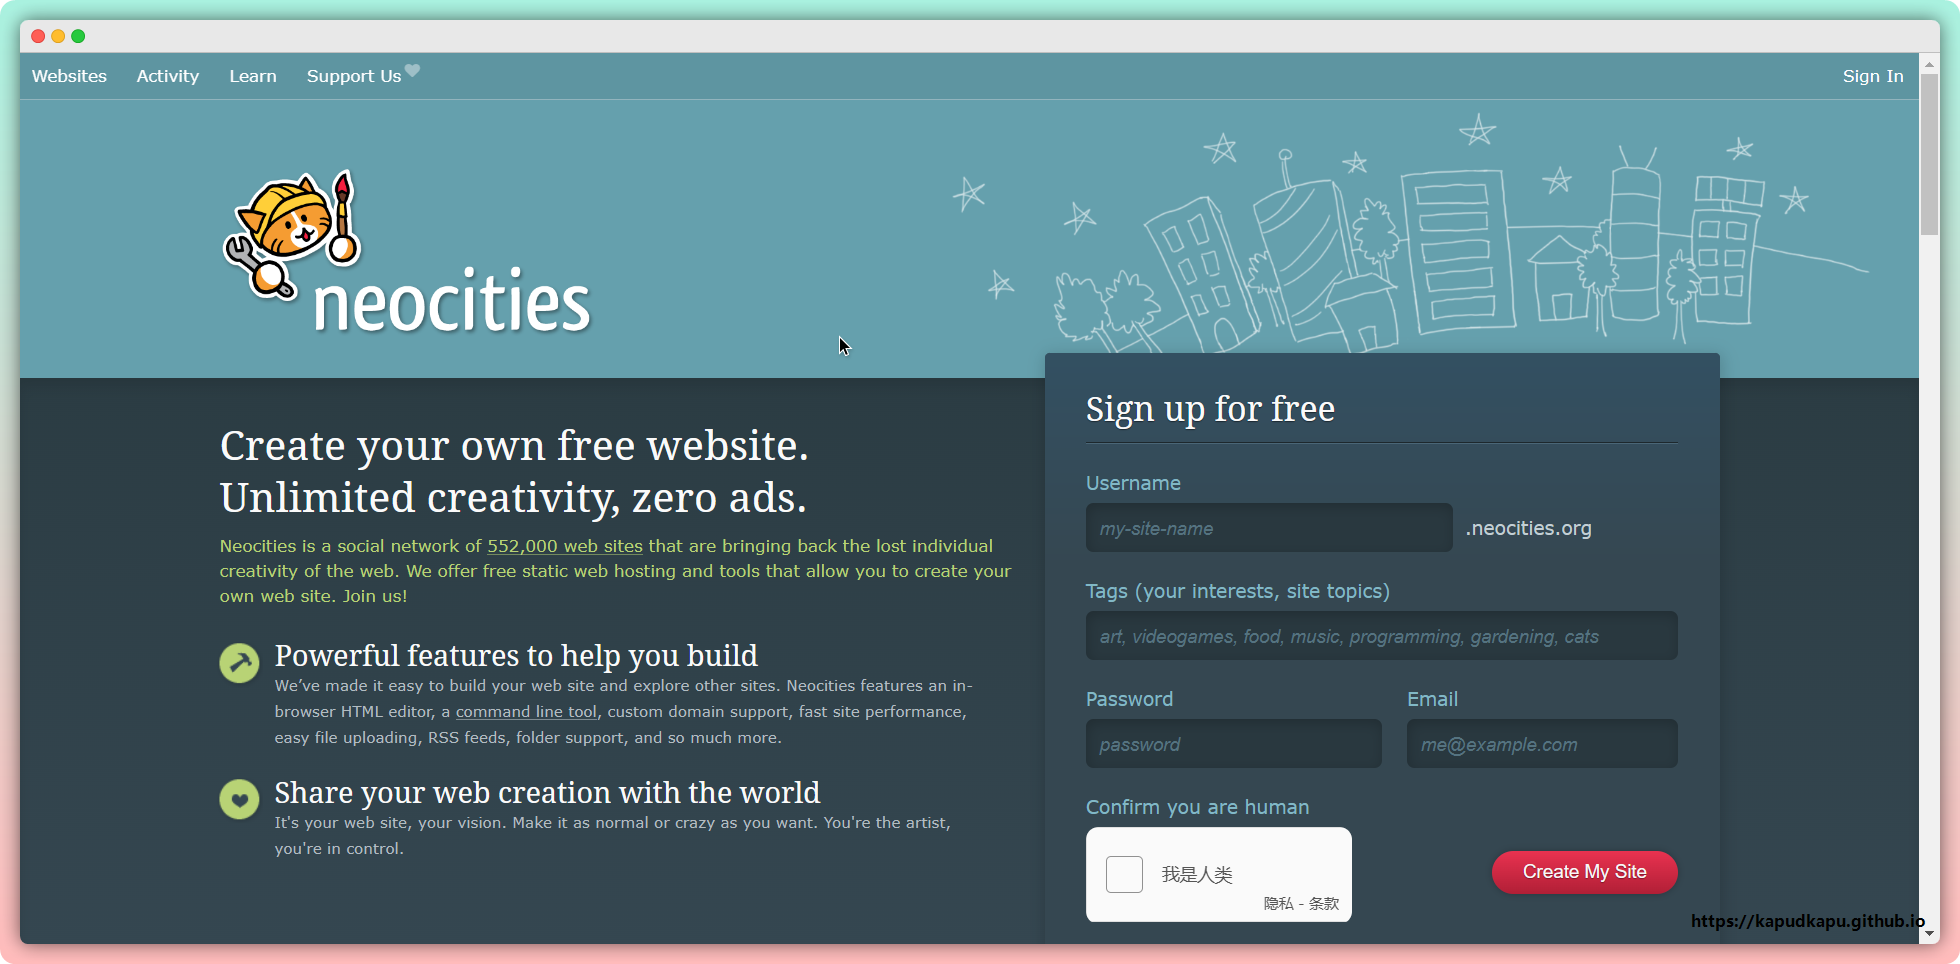 Websites Activity Learn Support Us Sign In
neocities
Create your own free website.
Unlimited creativity, zero ads.
Neocities is a social network of 552,000 web sites that are bringing back the lost individual
creativity of the web. We offer free static web hosting and tools that allow you to create your
own web site. Join us!
Powerful features to help you build
We’ve made it easy to build your web site and explore other sites. Neocities features an in-
browser HTML editor, a command line tool, custom domain support, fast site performance,
easy file uploading, RSS feeds, folder support, and so much more.
Share your web creation with the world
It's your web site, your vision. Make it as normal or crazy as you want. You're the artist,
you're in control.
Sign up for free
Username
my-site-name .neocities.org
Tags (your interests, site topics)
art, videogames, food, music, programming, gardening, cats
Password Email
password me@example.com
Confirm you are human
我是人类
隐私 - 条款
Create My Site
https://kapudkapu.github.io